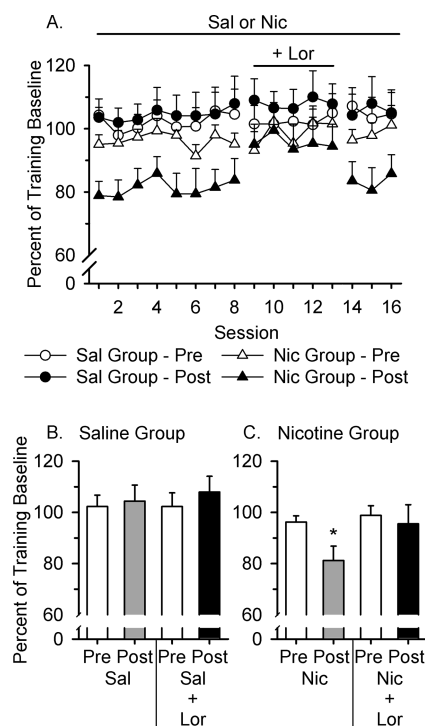 A.
Sal or Nic
+ Lor
Percent of Training Baseline
120
100
80
60
0
2 4 6 8 10 12 14 16
Session
Sal Group - Pre
Nic Group - Pre
Sal Group - Post
Nic Group - Post
B. Saline Group
Percent of Training Baseline
120
100
80
60
0
Pre Post Pre Post
Sal Sal
+
Lor
C. Nicotine Group
120
100
80
60
0
*
Pre Post Pre Post
Nic Nic
+
Lor